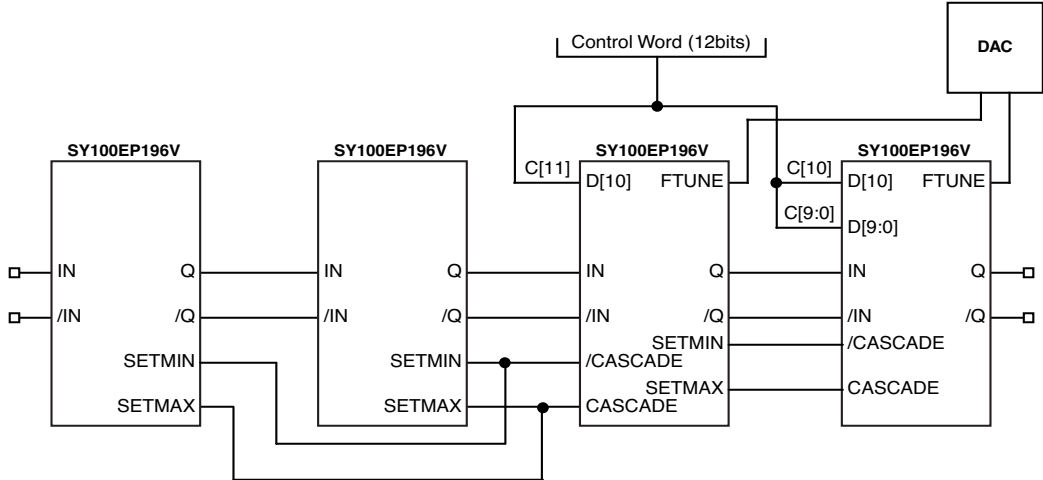 Control Word (12bits)
DAC
SY100EP196V
SY100EP196V
SY100EP196V
SY100EP196V
C[11]
D[10]
FTUNE
C[10]
D[10]
FTUNE
C[9:0]
D[9:0]
IN
Q
IN
Q
IN
Q
IN
Q
/IN
/Q
/IN
/Q
/IN
/Q
/IN
/Q
SETMIN
/CASCADE
SETMIN
SETMIN
/CASCADE
SETMAX
CASCADE
SETMAX
SETMAX
CASCADE